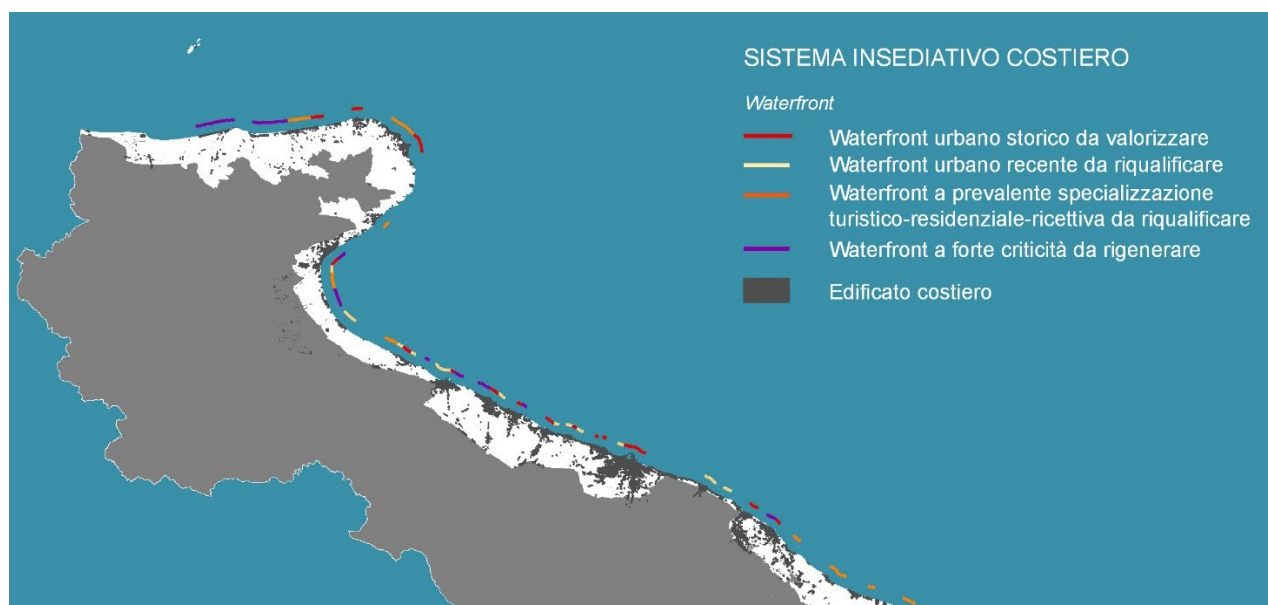 SISTEMA INSEDIATIVO COSTIERO
Waterfront
Waterfront urbano storico da valorizzare
Waterfront urbano recente da riqualificare
Waterfront a prevalente specializzazione
turistico-residenziale-ricettiva da riqualificare
Waterfront a forte criticità da rigenerare
Edificato costiero